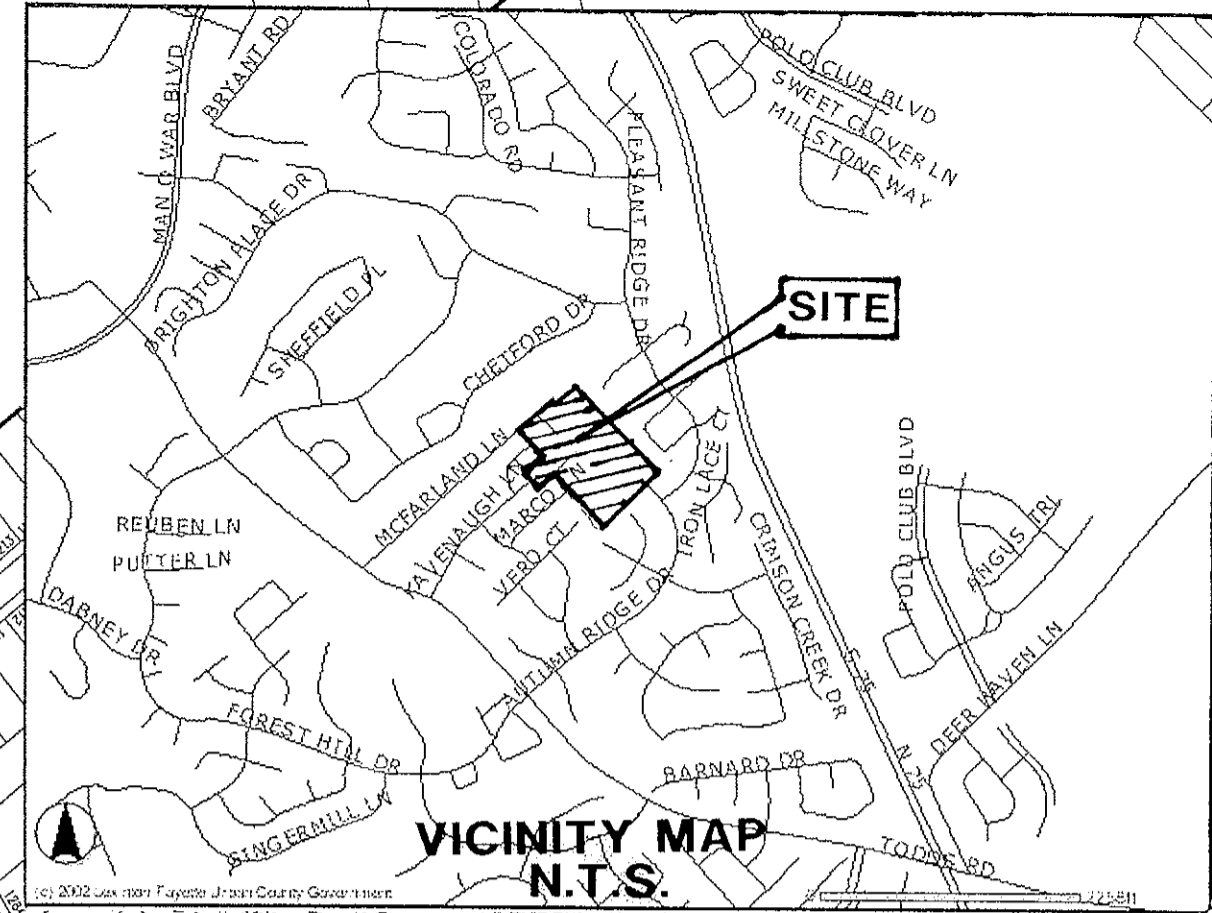 MAN O WAR BLVD
BRYANT RD
COLORADO RD
POLO CLUB BLVD
SWEET CLOVER LN
MILLSTONE WAY
PLEASANT RIDGE DR
BRIGHTON PLACE DR
SHEFFIELD PL
CHETFORD DR
SITE
MCFARLAND LN
KAVENAUGH LN
MARCO LN
VERO CT
IRON LACE CT
REUBEN LN
PUTTER LN
DABNEY DR
AUTUMN RIDGE DR
CRIMSON CREEK DR
POLO CLUB BLVD
ANGUS TRL
S 75
N 75
DEER HAVEN LN
FOREST HILL DR
BARNARD DR
GINGERMILL LN
TODDS RD
VICINITY MAP
N.T.S.
(c) 2002 Lexington Fayette Urban County Government